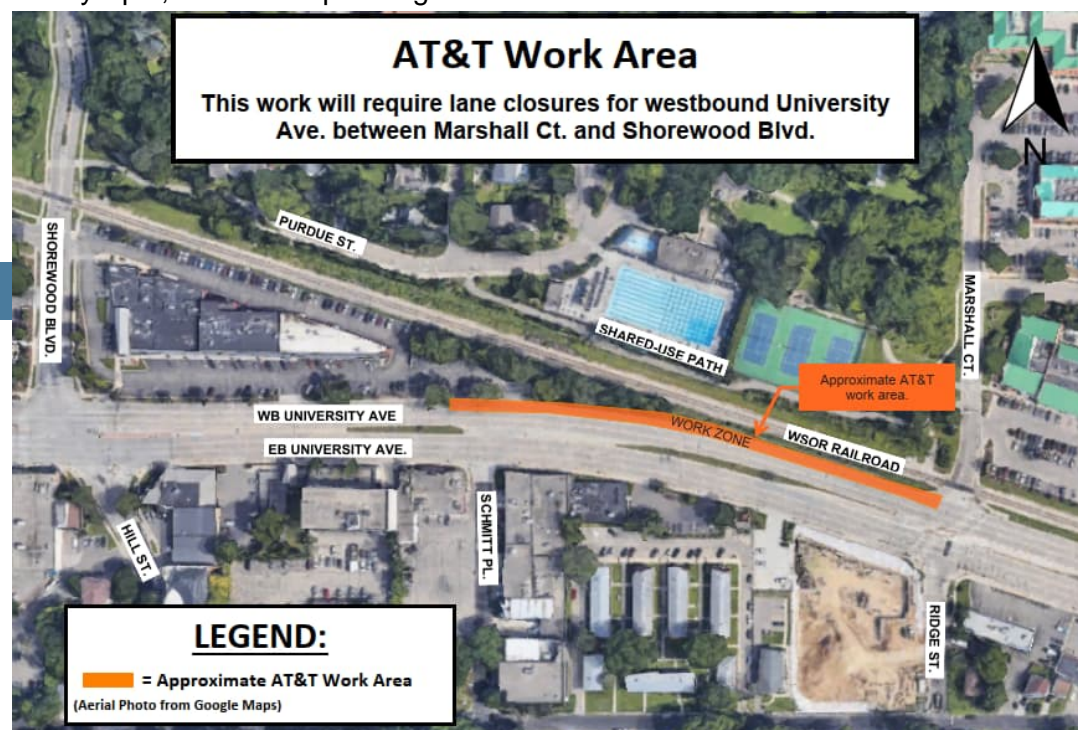 AT&T Work Area
This work will require lane closures for westbound University
Ave. between Marshall Ct. and Shorewood Blvd.
N
SHOREWOOD BLVD.
PURDUE ST.
MARSHALL CT.
SHARED-USE PATH
Approximate AT&T
work area.
WB UNIVERSITY AVE
WORK ZONE
WSOR RAILROAD
EB UNIVERSITY AVE.
SCHMITT PL.
HILL ST.
RIDGE ST.
LEGEND:
= Approximate AT&T Work Area
(Aerial Photo from Google Maps)